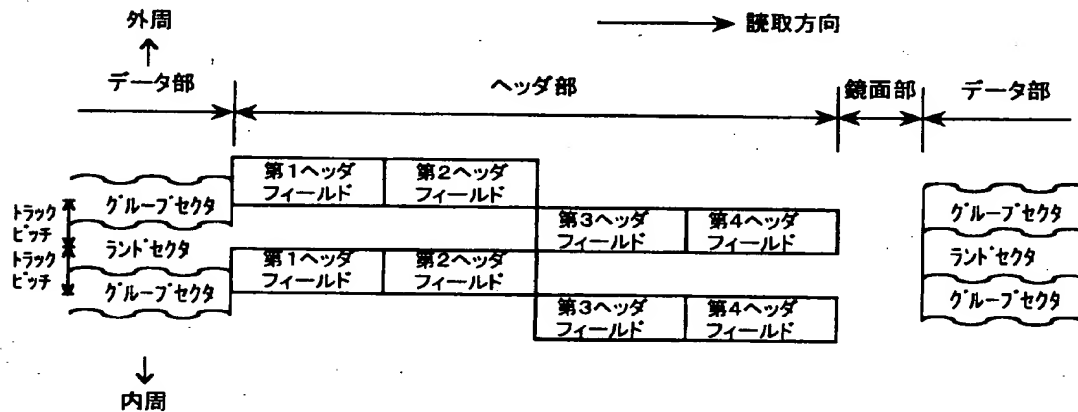 外周
読取方向
データ部
ヘッダ部
鏡面部
データ部
第1ヘッダ
フィールド
第2ヘッダ
フィールド
グルーブセクタ
トラック
ピッチ
ランドセクタ
トラック
ピッチ
グルーブセクタ
第3ヘッダ
フィールド
第4ヘッダ
フィールド
第1ヘッダ
フィールド
第2ヘッダ
フィールド
第3ヘッダ
フィールド
第4ヘッダ
フィールド
グルーブセクタ
ランドセクタ
グルーブセクタ
内周